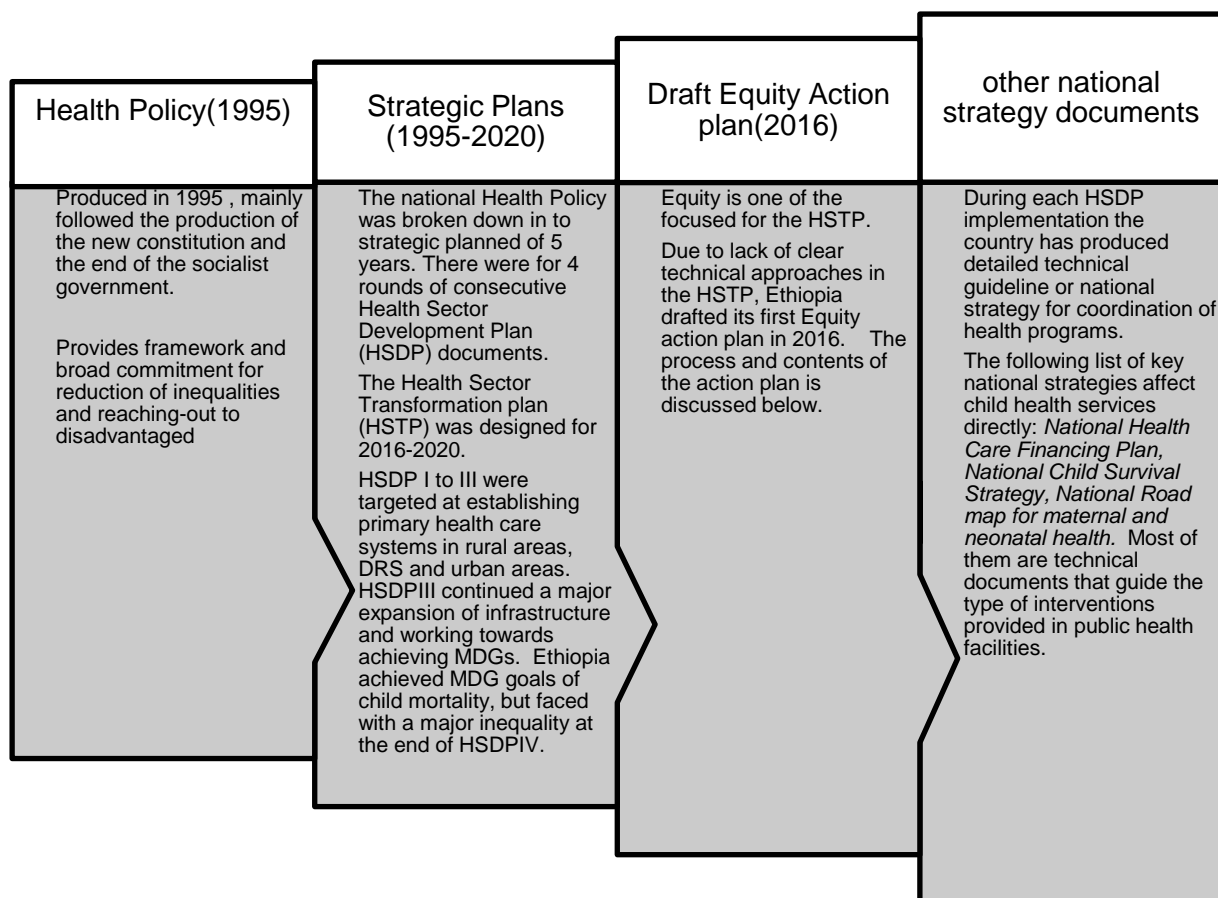 Health Policy(1995)
Produced in 1995 , mainly
followed the production of
the new constitution and
the end of the socialist
government.
Provides framework and
broad commitment for
reduction of inequalities
and reaching-out to
disadvantaged
Strategic Plans
(1995-2020)
The national Health Policy
was broken down in to
strategic planned of 5
years. There were for 4
rounds of consecutive
Health Sector
Development Plan
(HSDP) documents.
The Health Sector
Transformation plan
(HSTP) was designed for
2016-2020.
HSDP I to III were
targeted at establishing
primary health care
systems in rural areas,
DRS and urban areas.
HSDPIII continued a major
expansion of infrastructure
and working towards
achieving MDGs.  Ethiopia
achieved MDG goals of
child mortality, but faced
with a major inequality at
the end of HSDPIV.
Draft Equity Action
plan(2016)
Equity is one of the
focused for the HSTP.
Due to lack of clear
technical approaches in
the HSTP, Ethiopia
drafted its first Equity
action plan in 2016.   The
process and contents of
the action plan is
discussed below.
other national
strategy documents
During each HSDP
implementation the
country has produced
detailed technical
guideline or national
strategy for coordination of
health programs.
The following list of key
national strategies affect
child health services
directly: National Health
Care Financing Plan,
National Child Survival
Strategy, National Road
map for maternal and
neonatal health.  Most of
them are technical
documents that guide the
type of interventions
provided in public health
facilities.